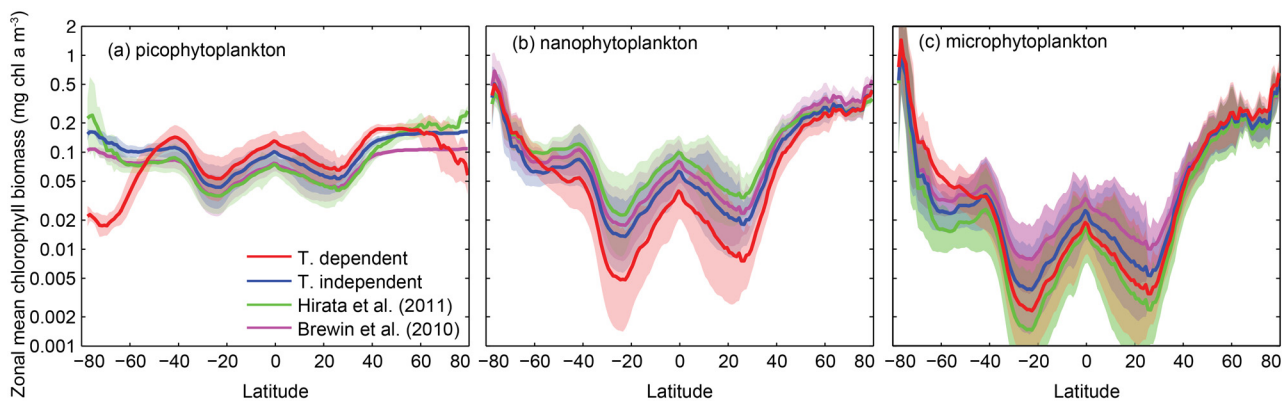 Zonal mean chlorophyll biomass (mg chl a m⁻³)
2
1
0.5
0.2
0.1
0.05
0.02
0.01
0.005
0.002
0.001
(a) picophytoplankton
T. dependent
T. independent
Hirata et al. (2011)
Brewin et al. (2010)
−80 −60 −40 −20 0 20 40 60 80
Latitude
(b) nanophytoplankton
−80 −60 −40 −20 0 20 40 60 80
Latitude
(c) microphytoplankton
−80 −60 −40 −20 0 20 40 60 80
Latitude